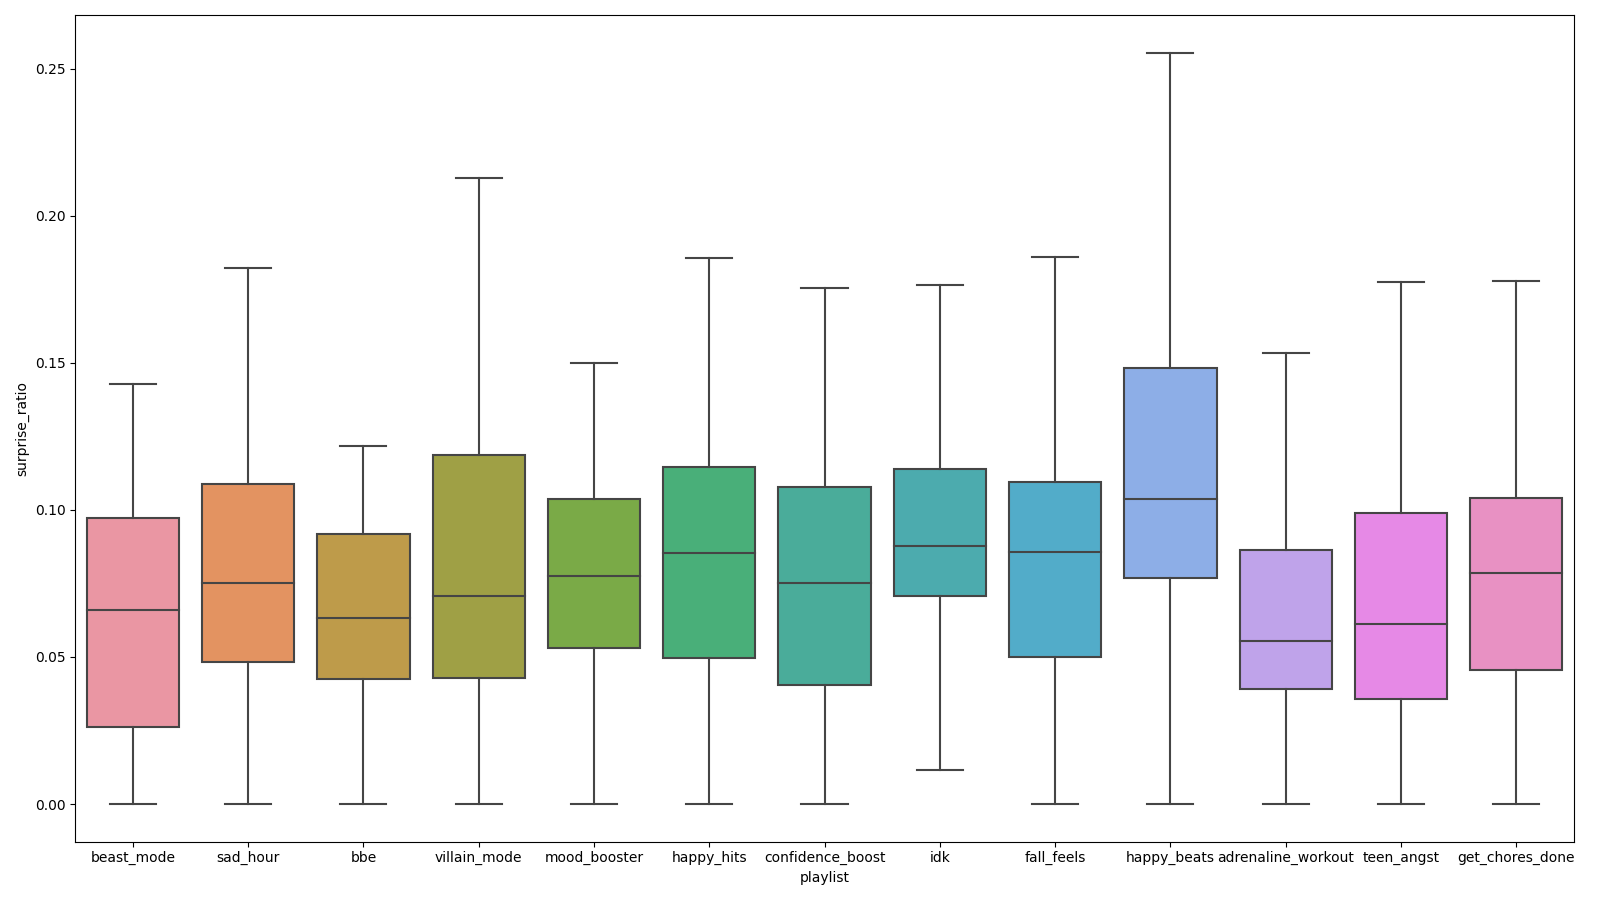 surprise_ratio
0.25
0.20
0.15
0.10
0.05
0.00
beast_mode sad_hour bbe villain_mode mood_booster happy_hits confidence_boost idk fall_feels happy_beats adrenaline_workout teen_angst get_chores_done
playlist